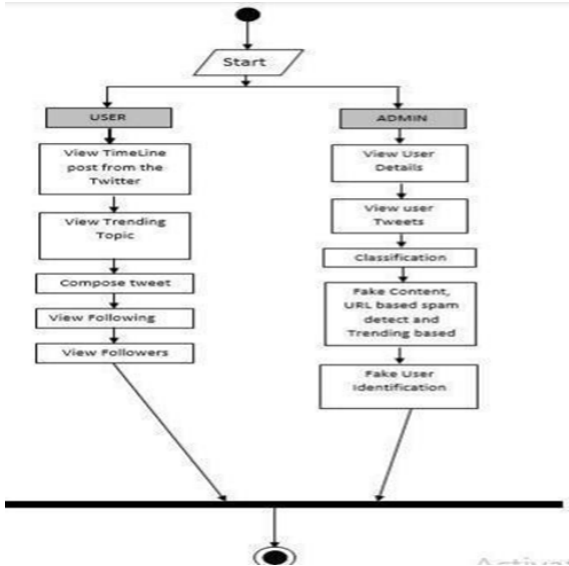 Start
USER
View TimeLine
post from the
Twitter
View Trending
Topic
Compose tweet
View Following
View Followers
ADMIN
View User
Details
View user
Tweets
Classification
Fake Content,
URL based spam
detect and
Trending based
Fake User
Identification